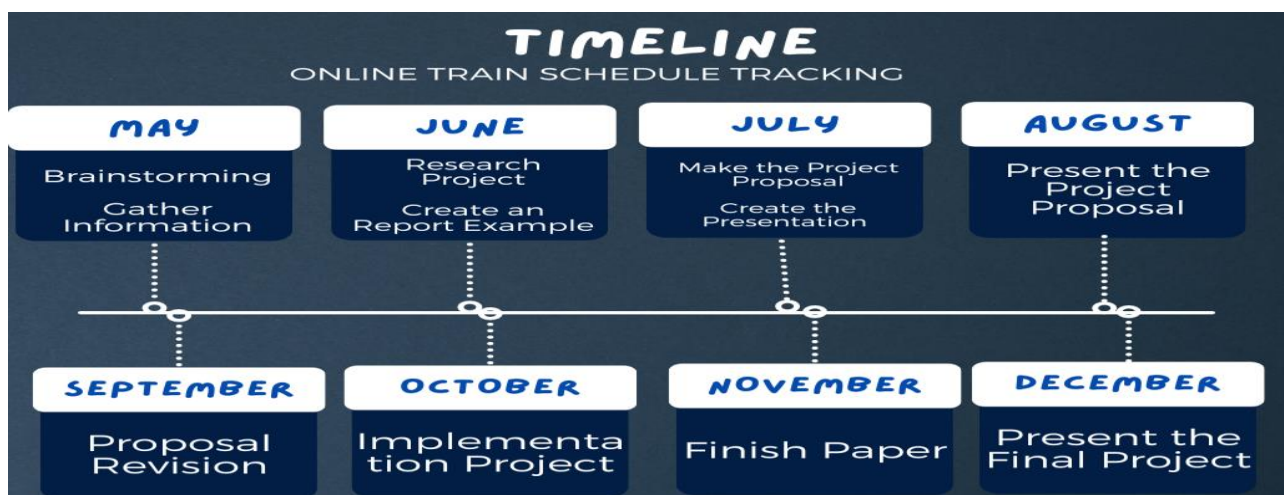 TIMELINE
ONLINE TRAIN SCHEDULE TRACKING
MAY
Brainstorming
Gather
Information
JUNE
Research
Project
Create an
Report Example
JULY
Make the Project
Proposal
Create the
Presentation
AUGUST
Present the
Project
Proposal
SEPTEMBER
Proposal
Revision
OCTOBER
Implementa
tion Project
NOVEMBER
Finish Paper
DECEMBER
Present the
Final Project